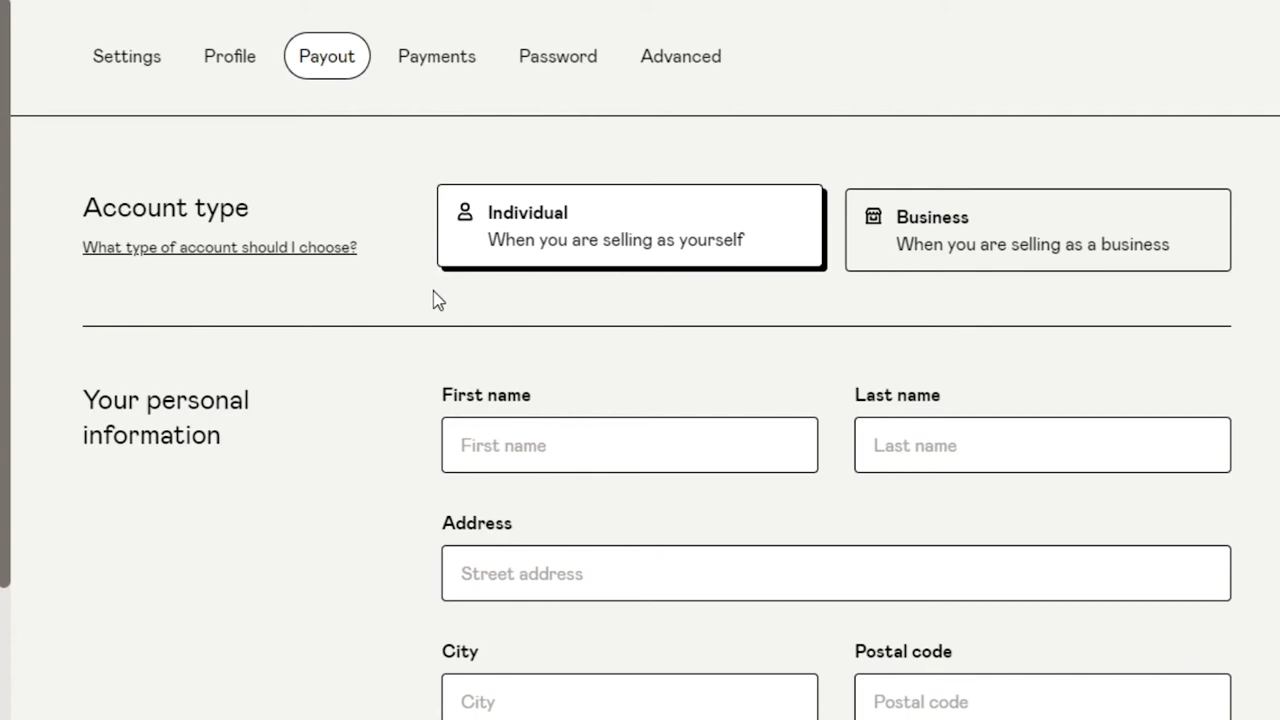 Settings Profile Payout Payments Password Advanced
Account type
What type of account should I choose?
Individual
When you are selling as yourself
Business
When you are selling as a business
Your personal
information
First name Last name
First name Last name
Address
Street address
City Postal code
City Postal code